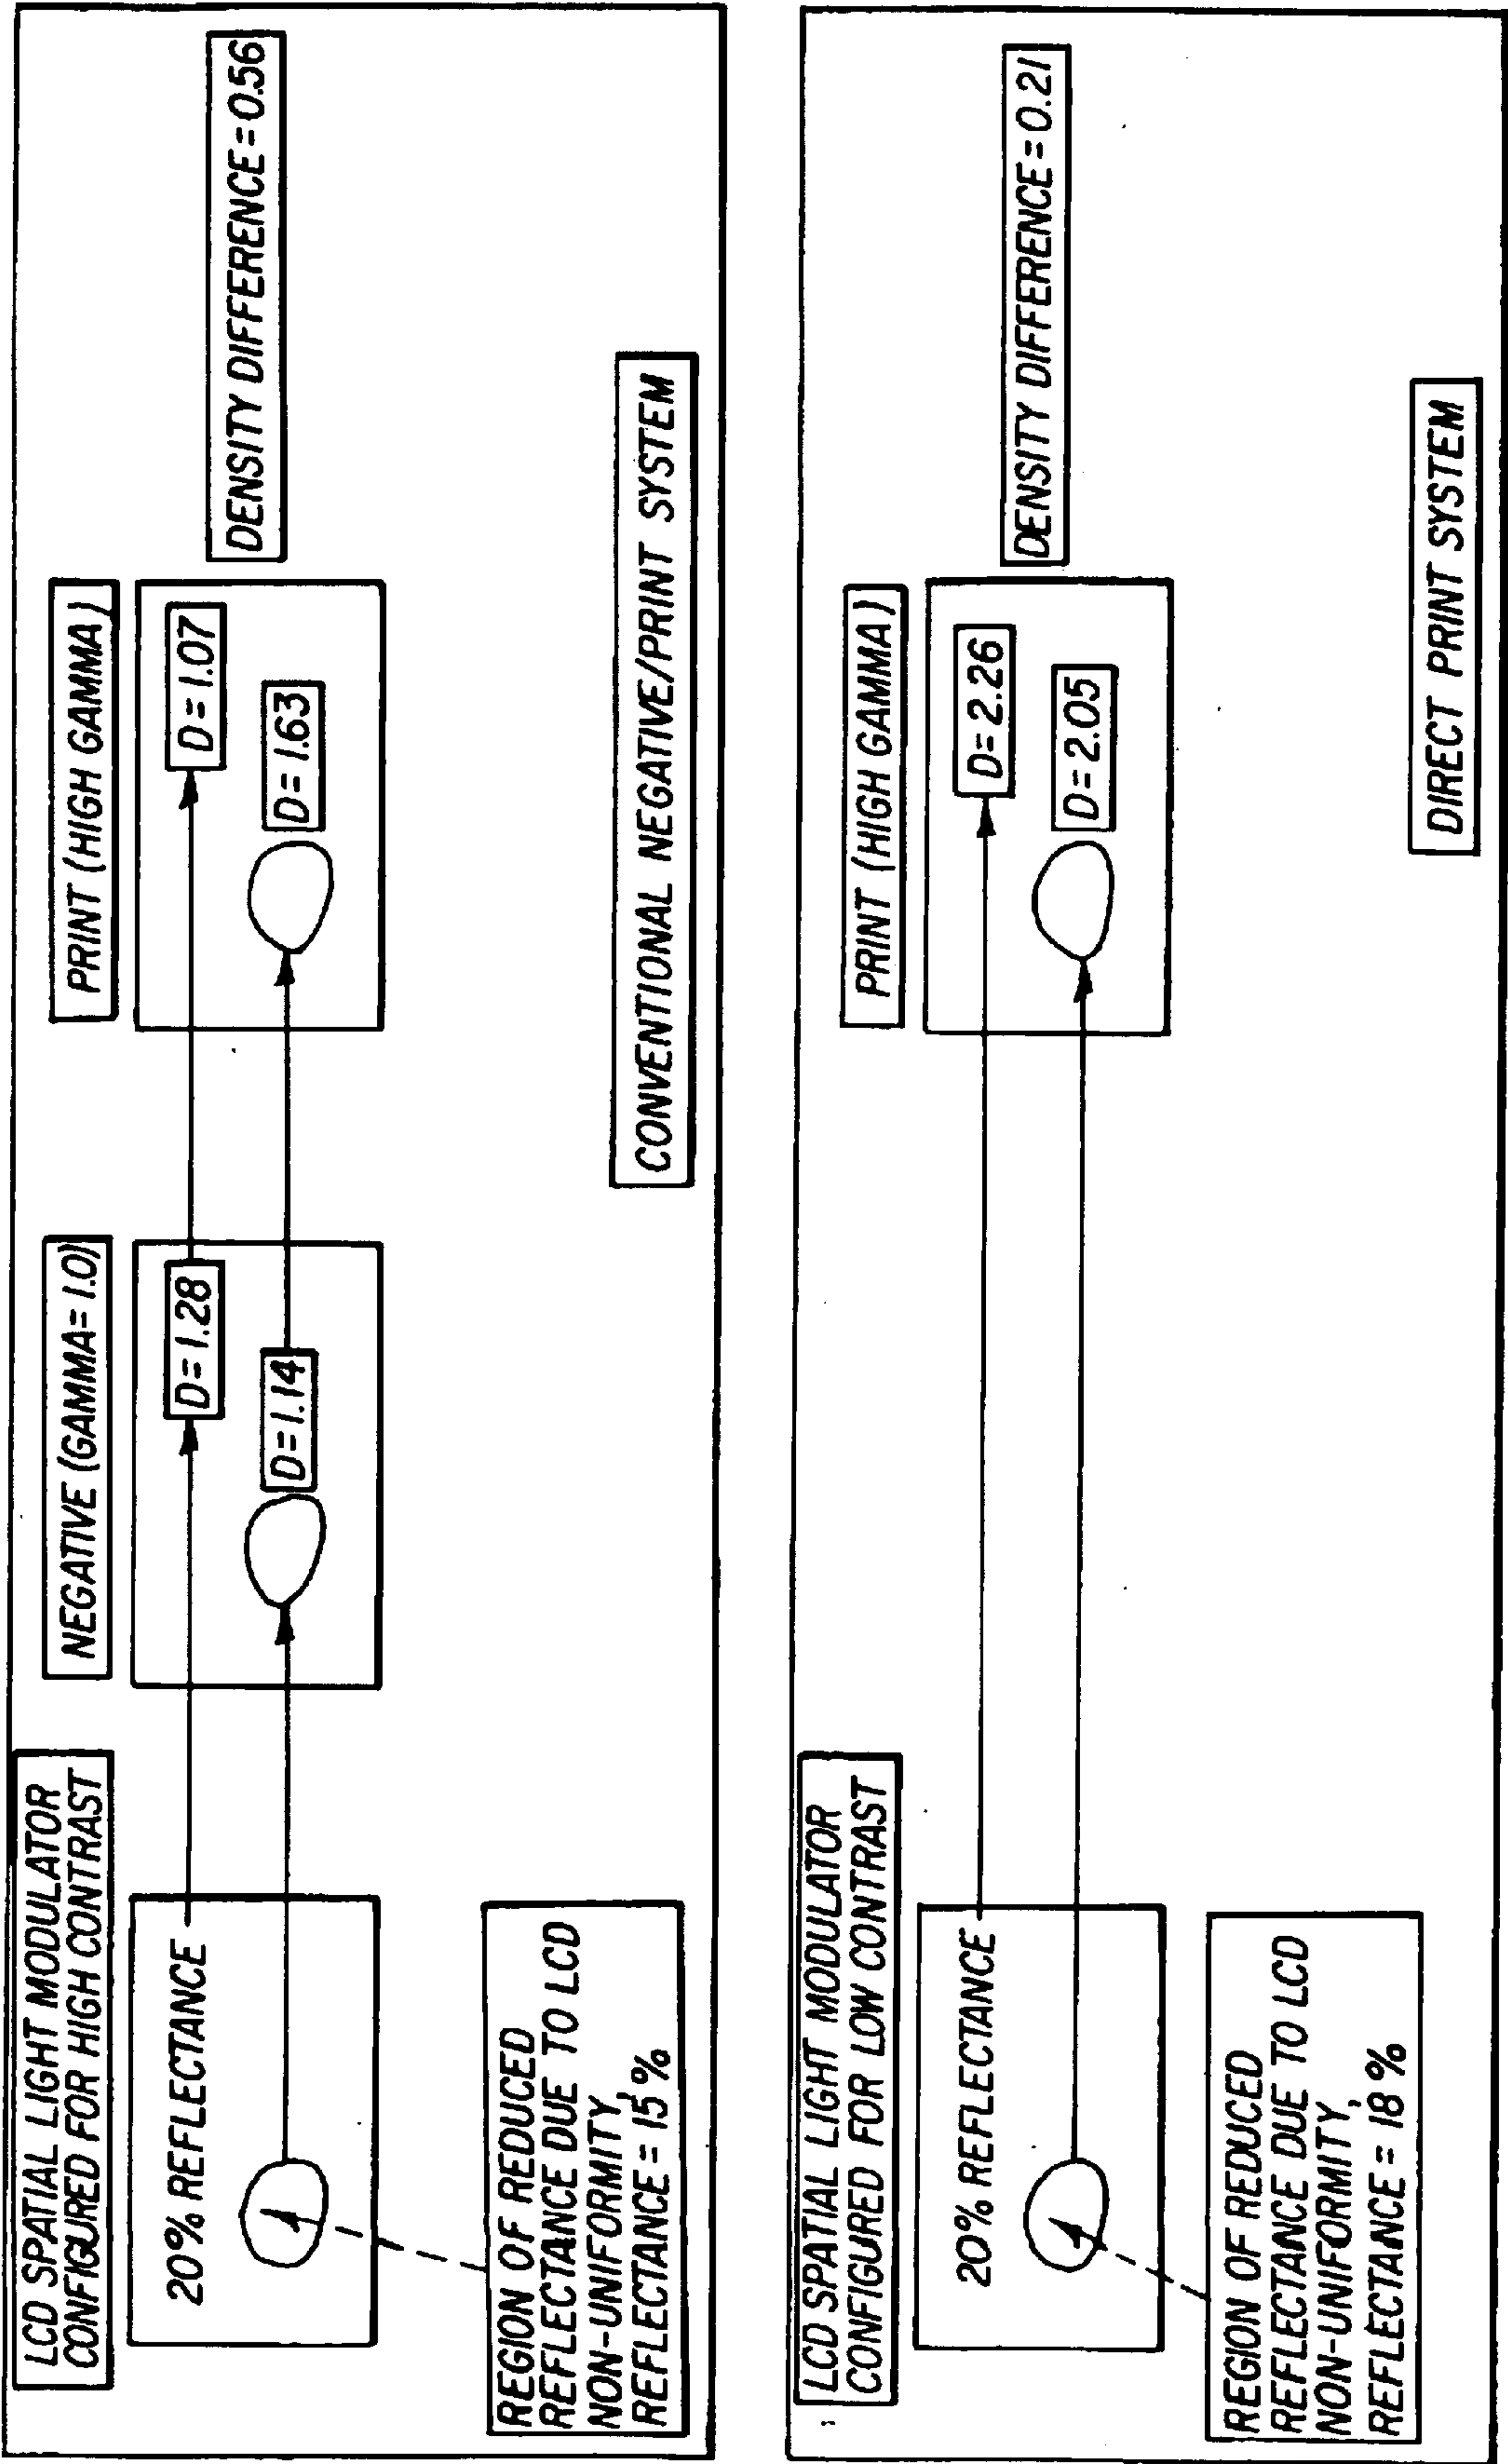 LCD SPATIAL LIGHT MODULATOR
CONFIGURED FOR HIGH CONTRAST
NEGATIVE (GAMMA= 1.0)
PRINT (HIGH GAMMA)
20% REFLECTANCE
D=1.28
D=1.07
D=1.14
D=1.63
DENSITY DIFFERENCE=0.56
REGION OF REDUCED
REFLECTANCE DUE TO LCD
NON-UNIFORMITY,
REFLECTANCE=15%
CONVENTIONAL NEGATIVE/PRINT SYSTEM
LCD SPATIAL LIGHT MODULATOR
CONFIGURED FOR LOW CONTRAST
PRINT (HIGH GAMMA)
20% REFLECTANCE
D=2.26
D=2.05
DENSITY DIFFERENCE=0.21
REGION OF REDUCED
REFLECTANCE DUE TO LCD
NON-UNIFORMITY,
REFLECTANCE=18%
DIRECT PRINT SYSTEM